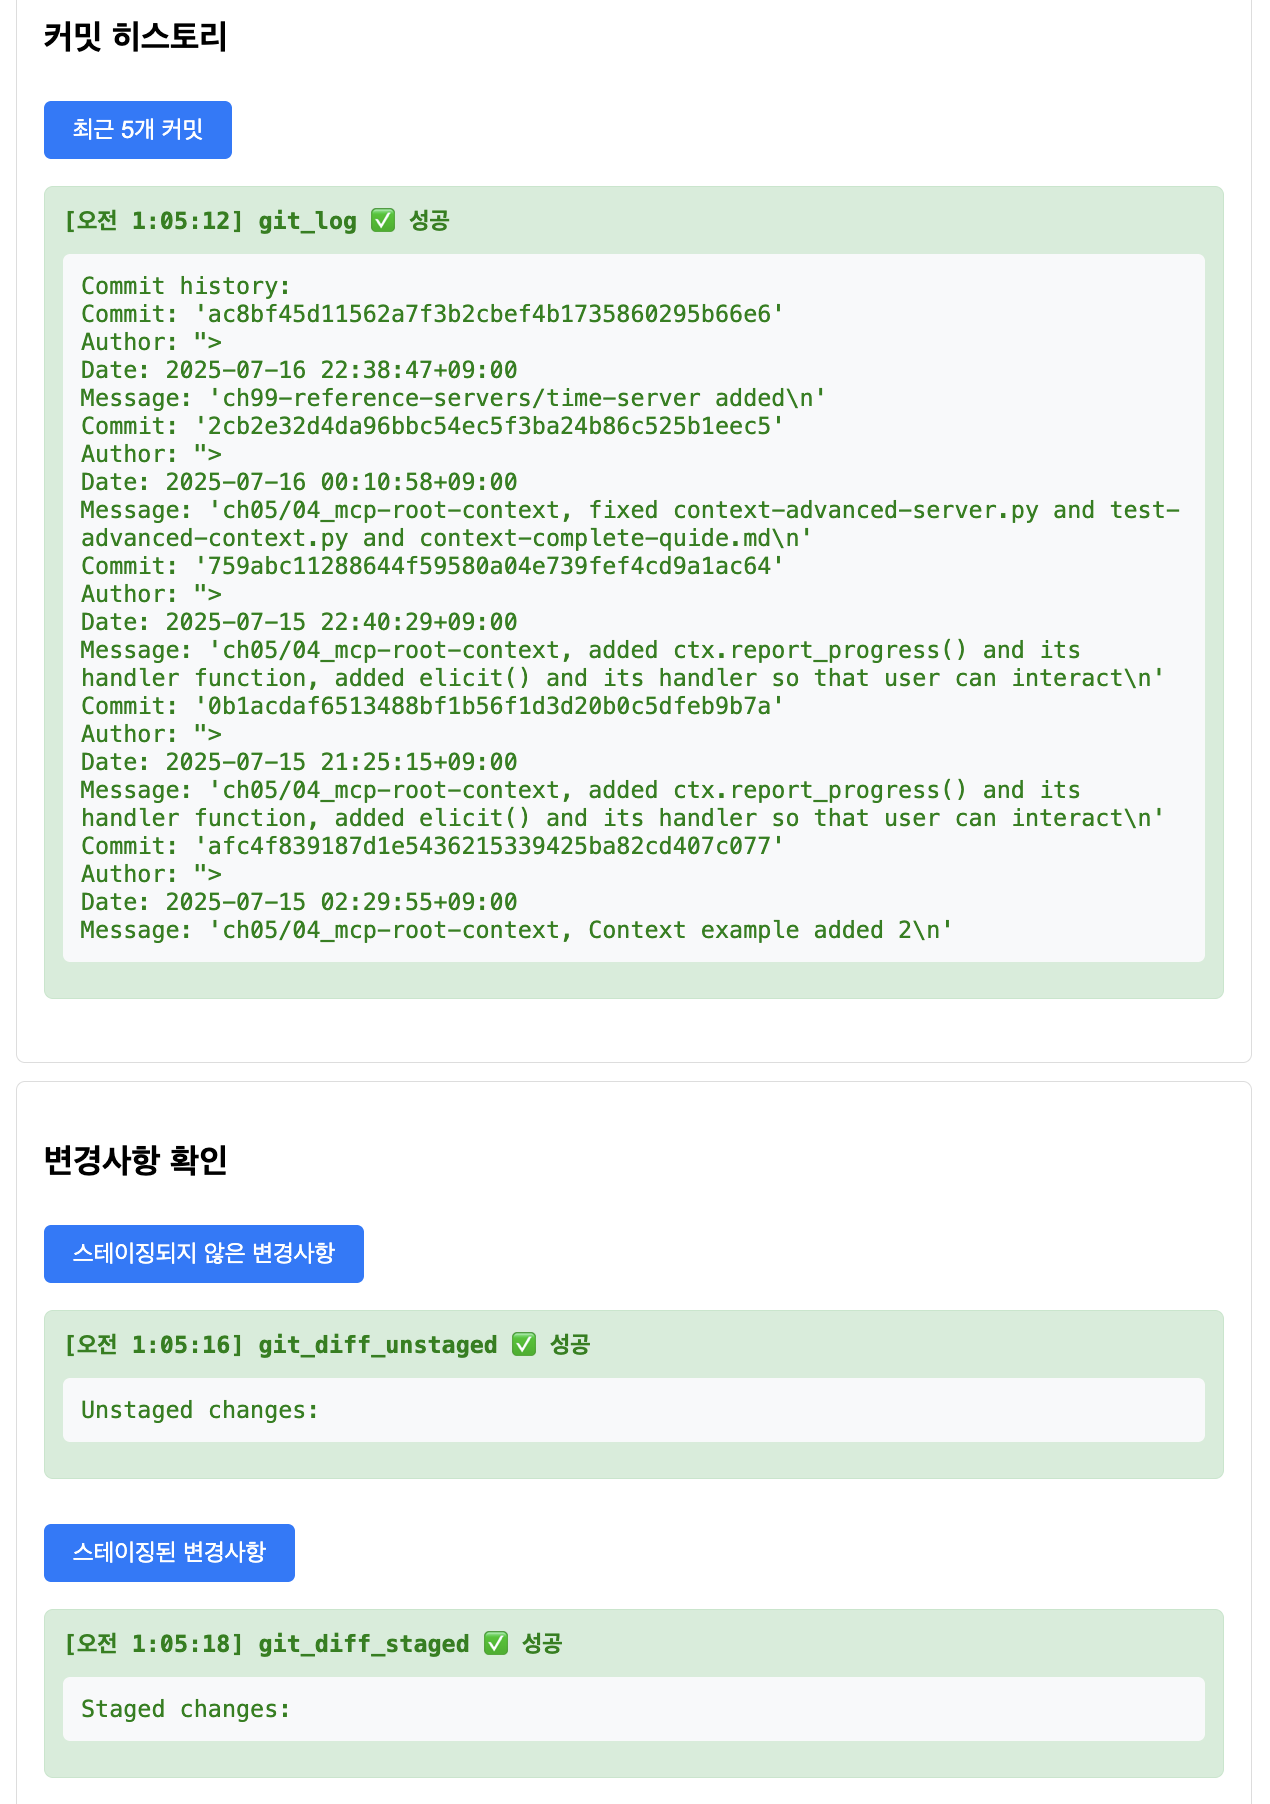 커밋 히스토리
최근 5개 커밋
[오전 1:05:12] git_log ✅ 성공
Commit history:
Commit: 'ac8bf45d11562a7f3b2cbef4b1735860295b66e6'
Author: ">
Date: 2025-07-16 22:38:47+09:00
Message: 'ch99-reference-servers/time-server added\n'
Commit: '2cb2e32d4da96bbc54ec5f3ba24b86c525b1eec5'
Author: ">
Date: 2025-07-16 00:10:58+09:00
Message: 'ch05/04_mcp-root-context, fixed context-advanced-server.py and test-
advanced-context.py and context-complete-quide.md\n'
Commit: '759abc11288644f59580a04e739fef4cd9a1ac64'
Author: ">
Date: 2025-07-15 22:40:29+09:00
Message: 'ch05/04_mcp-root-context, added ctx.report_progress() and its
handler function, added elicit() and its handler so that user can interact\n'
Commit: '0b1acdaf6513488bf1b56f1d3d20b0c5dfeb9b7a'
Author: ">
Date: 2025-07-15 21:25:15+09:00
Message: 'ch05/04_mcp-root-context, added ctx.report_progress() and its
handler function, added elicit() and its handler so that user can interact\n'
Commit: 'afc4f839187d1e5436215339425ba82cd407c077'
Author: ">
Date: 2025-07-15 02:29:55+09:00
Message: 'ch05/04_mcp-root-context, Context example added 2\n'
변경사항 확인
스테이징되지 않은 변경사항
[오전 1:05:16] git_diff_unstaged ✅ 성공
Unstaged changes:
스테이징된 변경사항
[오전 1:05:18] git_diff_staged ✅ 성공
Staged changes: